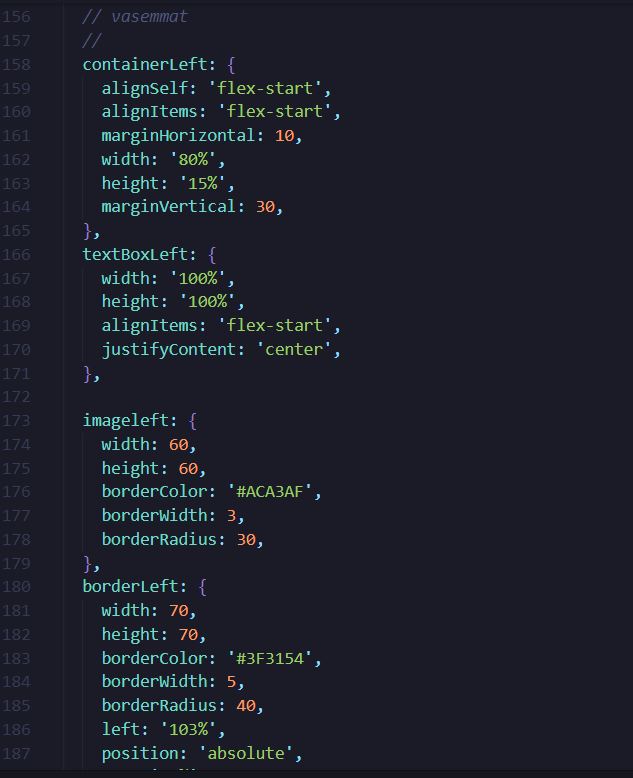 156 // vasemmat
157 //
158 containerLeft: {
159 alignSelf: 'flex-start',
160 alignItems: 'flex-start',
161 marginHorizontal: 10,
162 width: '80%',
163 height: '15%',
164 marginVertical: 30,
165 },
166 textBoxLeft: {
167 width: '100%',
168 height: '100%',
169 alignItems: 'flex-start',
170 justifyContent: 'center',
171 },
172
173 imageleft: {
174 width: 60,
175 height: 60,
176 borderColor: '#ACA3AF',
177 borderWidth: 3,
178 borderRadius: 30,
179 },
180 borderLeft: {
181 width: 70,
182 height: 70,
183 borderColor: '#3F3154',
184 borderWidth: 5,
185 borderRadius: 40,
186 left: '103%',
187 position: 'absolute',